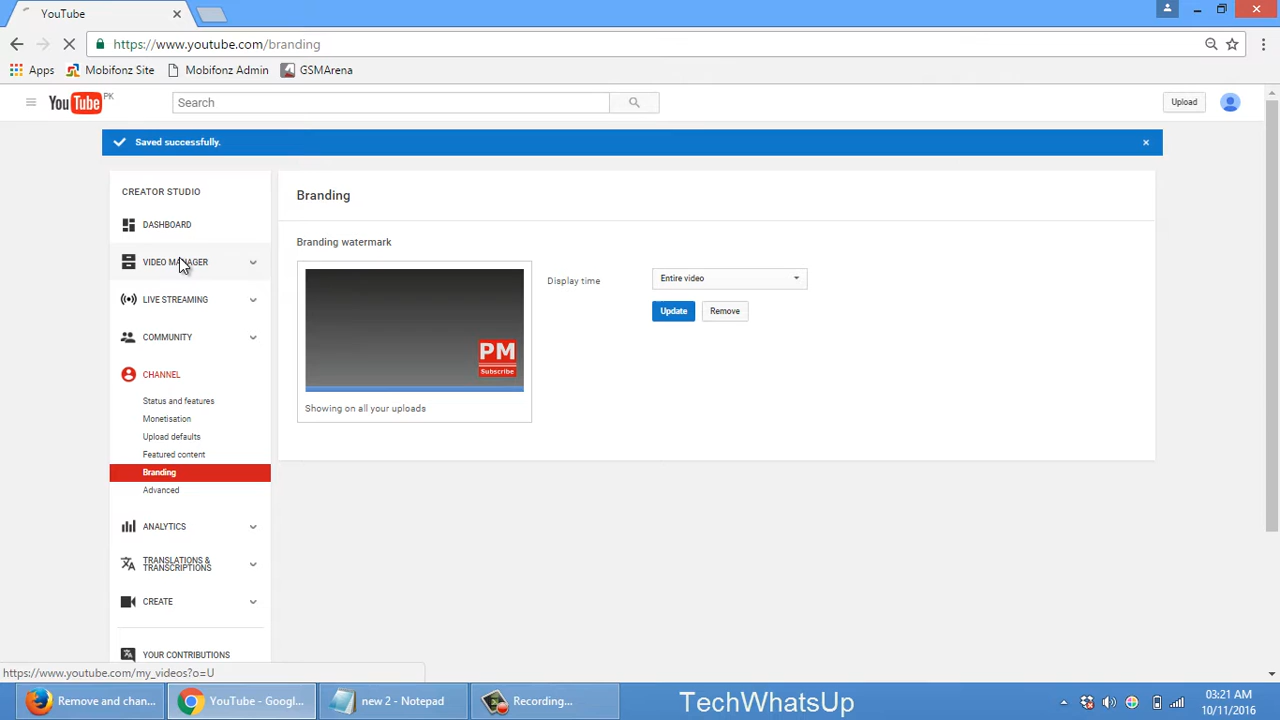 YouTube
https://www.youtube.com/branding
Apps
Mobifonz Site
Mobifonz Admin
GSMArena
YouTube PK
Search
Upload
Saved successfully.
CREATOR STUDIO
DASHBOARD
VIDEO MANAGER
LIVE STREAMING
COMMUNITY
CHANNEL
Status and features
Monetisation
Upload defaults
Featured content
Branding
Advanced
ANALYTICS
TRANSLATIONS &
TRANSCRIPTIONS
CREATE
YOUR CONTRIBUTIONS
Branding
Branding watermark
PM
Subscribe
Showing on all your uploads
Display time
Entire video
Update
Remove
https://www.youtube.com/my_videos?o=U
Remove and chan...
YouTube - Googl...
new 2 - Notepad
Recording...
TechWhatsUp
03:21 AM
10/11/2016